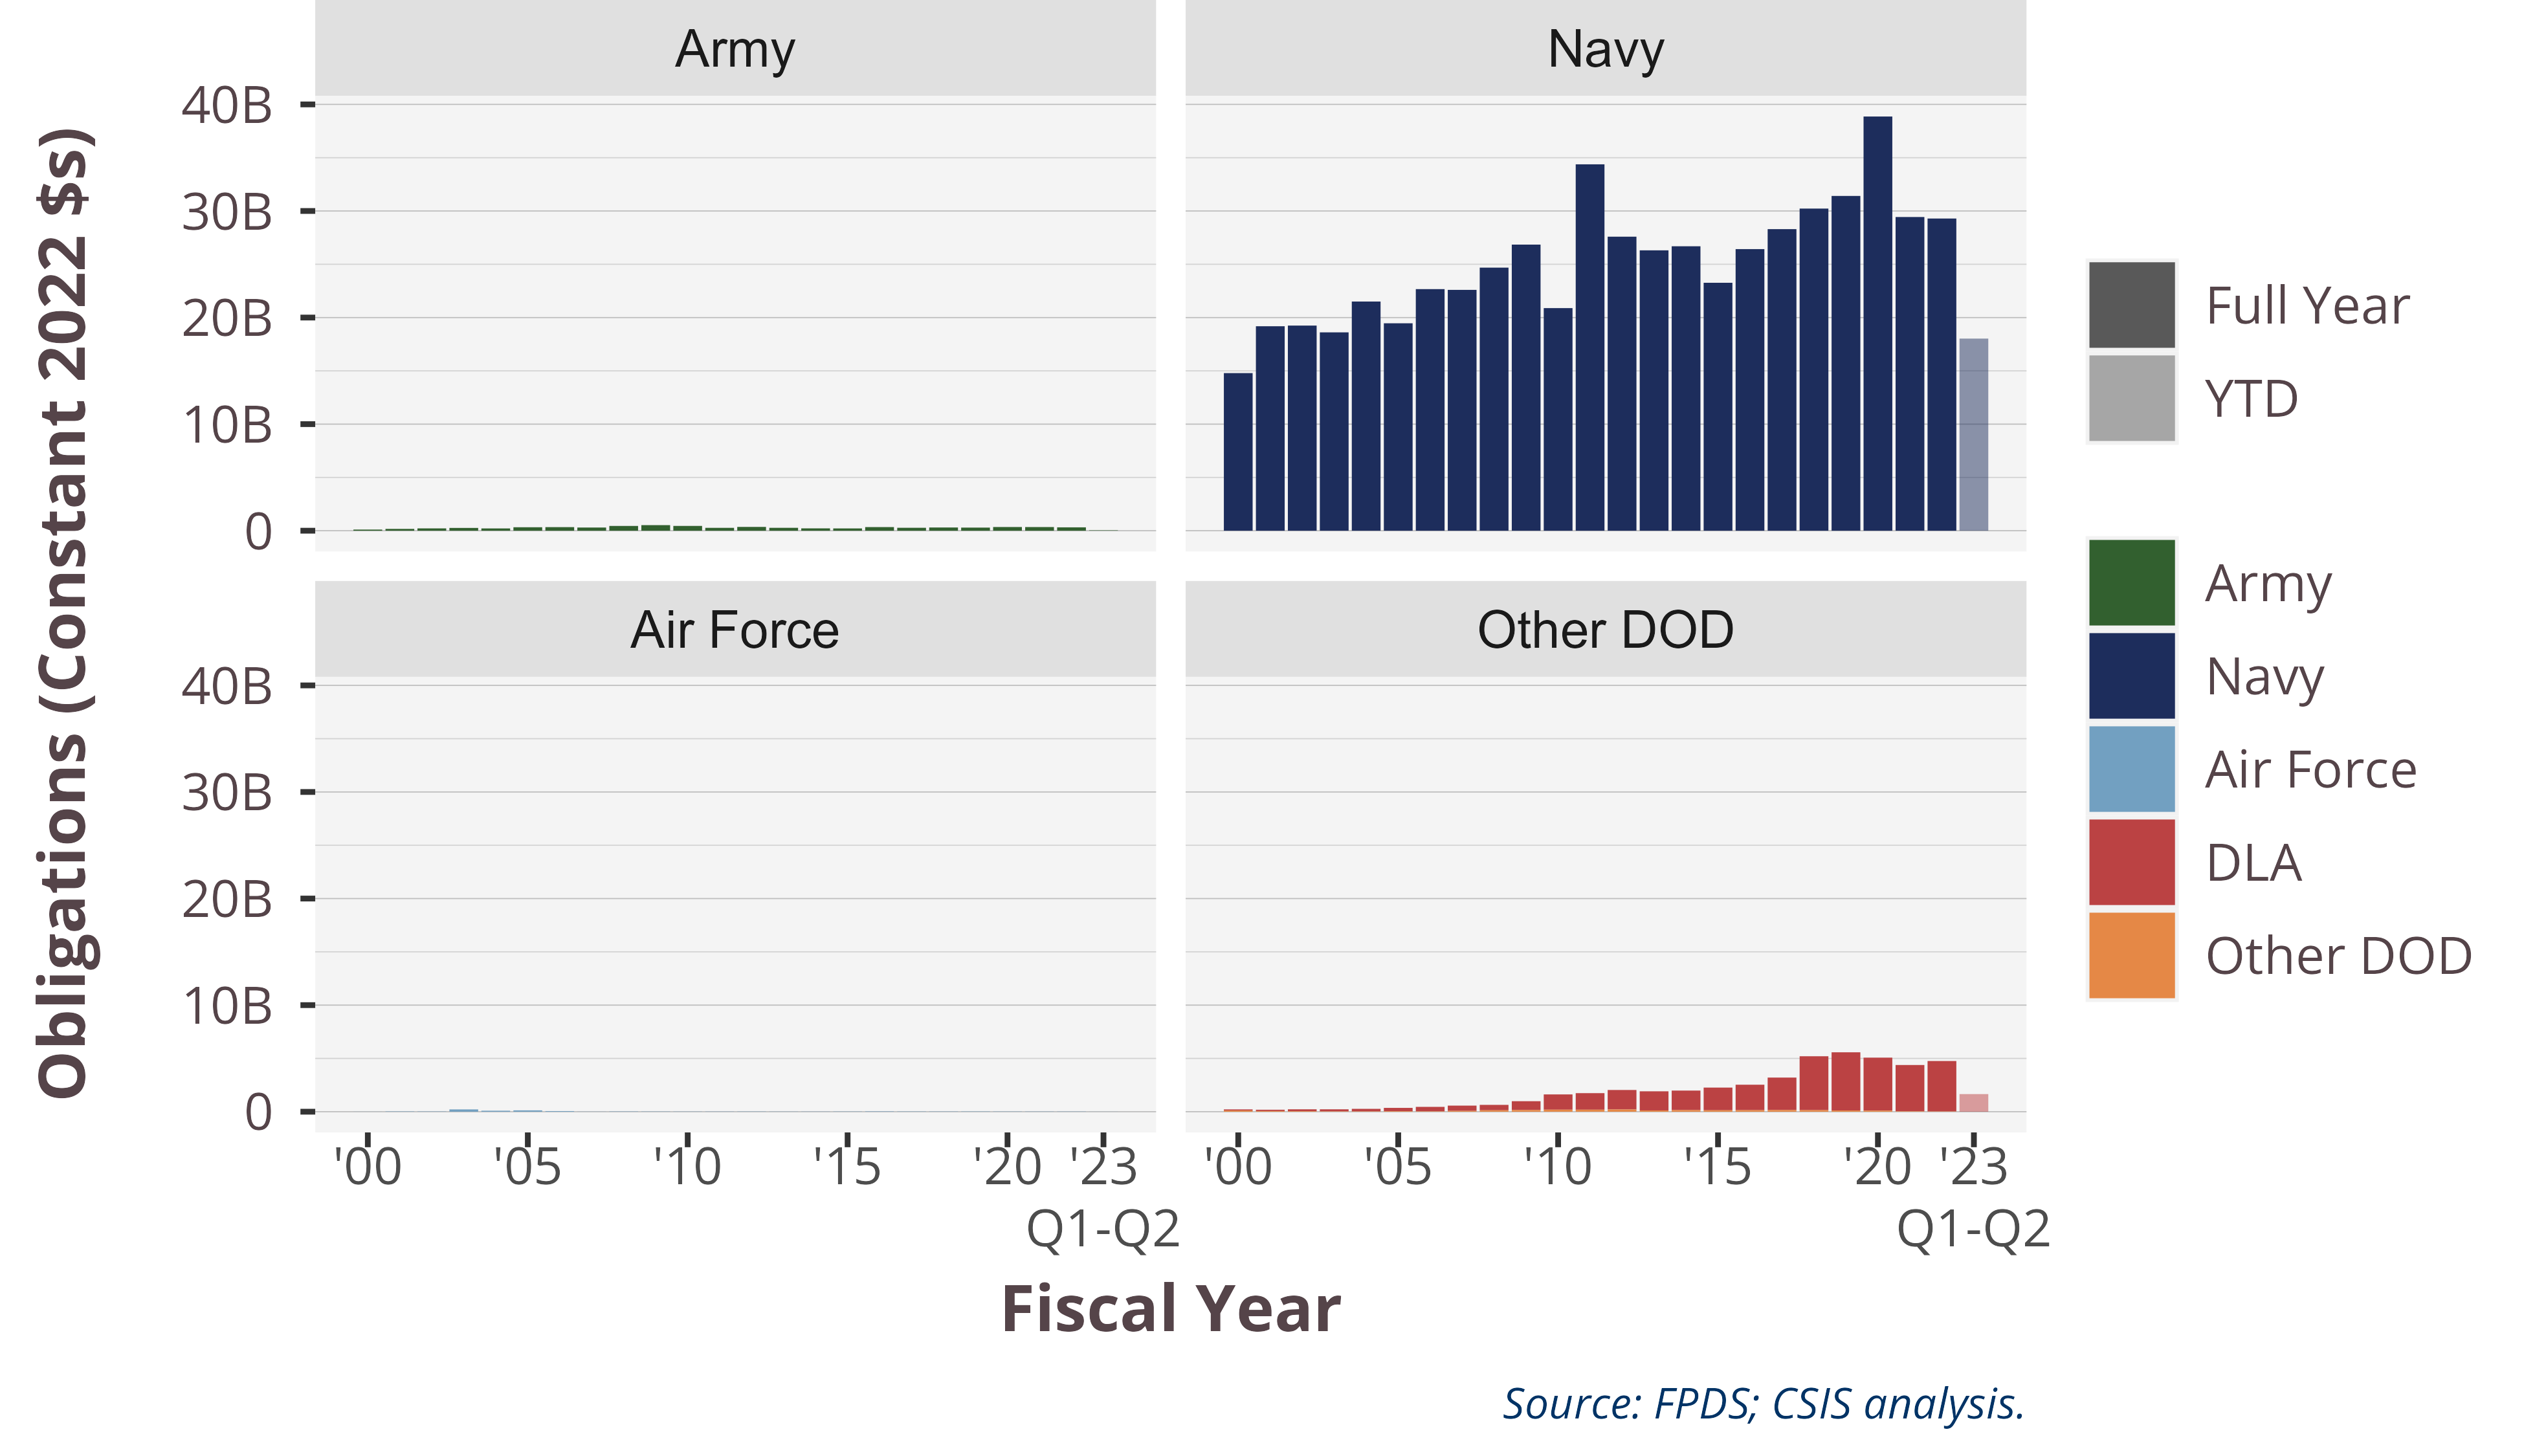 Army
Navy
Obligations (Constant 2022 $s)
40B
30B
20B
10B
0
Air Force
Other DOD
40B
30B
20B
10B
0
'00 '05 '10 '15 '20 '23
Q1-Q2
'00 '05 '10 '15 '20 '23
Q1-Q2
Fiscal Year
Full Year
YTD
Army
Navy
Air Force
DLA
Other DOD
Source: FPDS; CSIS analysis.